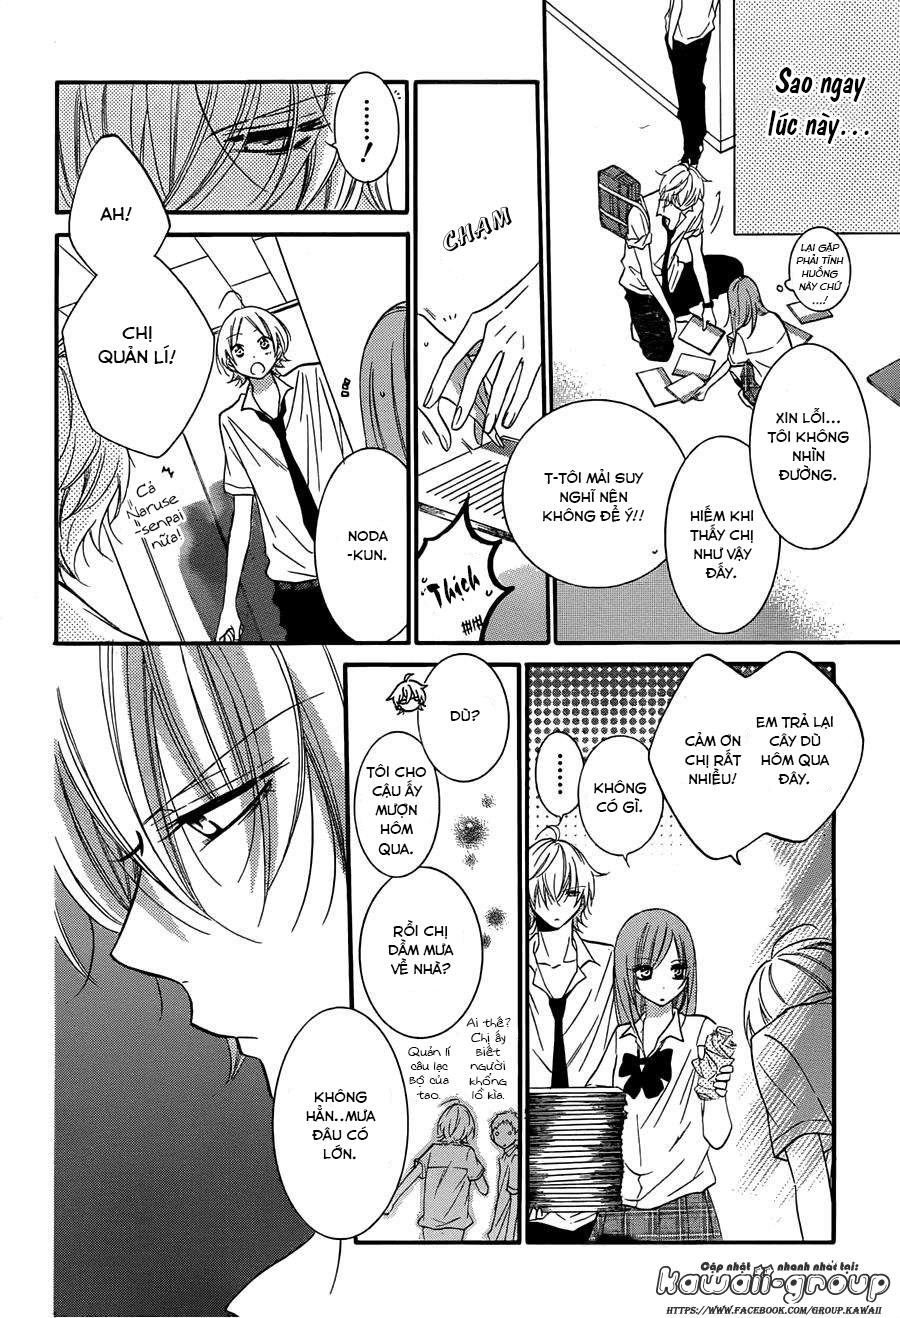 Sao ngay
lúc này...
LẠI GẶP
PHẢI TÌNH
HUỐNG
NÀY CHỨ
....!
XIN LỖI...
TÔI KHÔNG
NHÌN
ĐƯỜNG.
HIẾM KHI
THẤY CHỊ
NHƯ VẬY
ĐẤY.
T-TÔI MẢI SUY
NGHĨ NÊN
KHÔNG ĐỂ Ý!!
CHẠM
Thịch
......!
AH!
CHỊ
QUẢN LÍ!
Cả
Naruse
-senpai
nữa!
NODA
-KUN.
EM TRẢ LẠI
CÂY DÙ
HÔM QUA
ĐÂY.
CẢM ƠN
CHỊ RẤT
NHIỀU!
KHÔNG
CÓ GÌ.
......
DÙ?
TÔI CHO
CẬU ẤY
MƯỢN
HÔM
QUA.
RỒI CHỊ
DẦM MƯA
VỀ NHÀ?
Ai thế?
Chị ấy
biết
người
khổng
lồ kìa.
Quản lí
câu lạc
bộ của
tao.
KHÔNG
HẲN..MƯA
ĐÂU CÓ
LỚN.
Cập nhật nhanh nhất tại:
kawaii-group
HTTPS://WWW.FACEBOOK.COM/GROUP.KAWAII